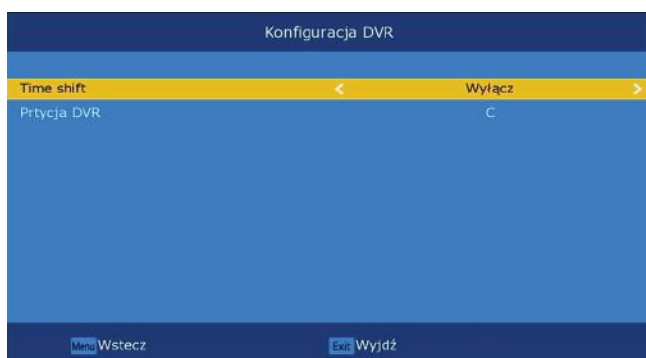 Konfiguracja DVR
Time shift < Wyłącz >
Prtycja DVR C
Menu Wstecz Exit Wyjdź